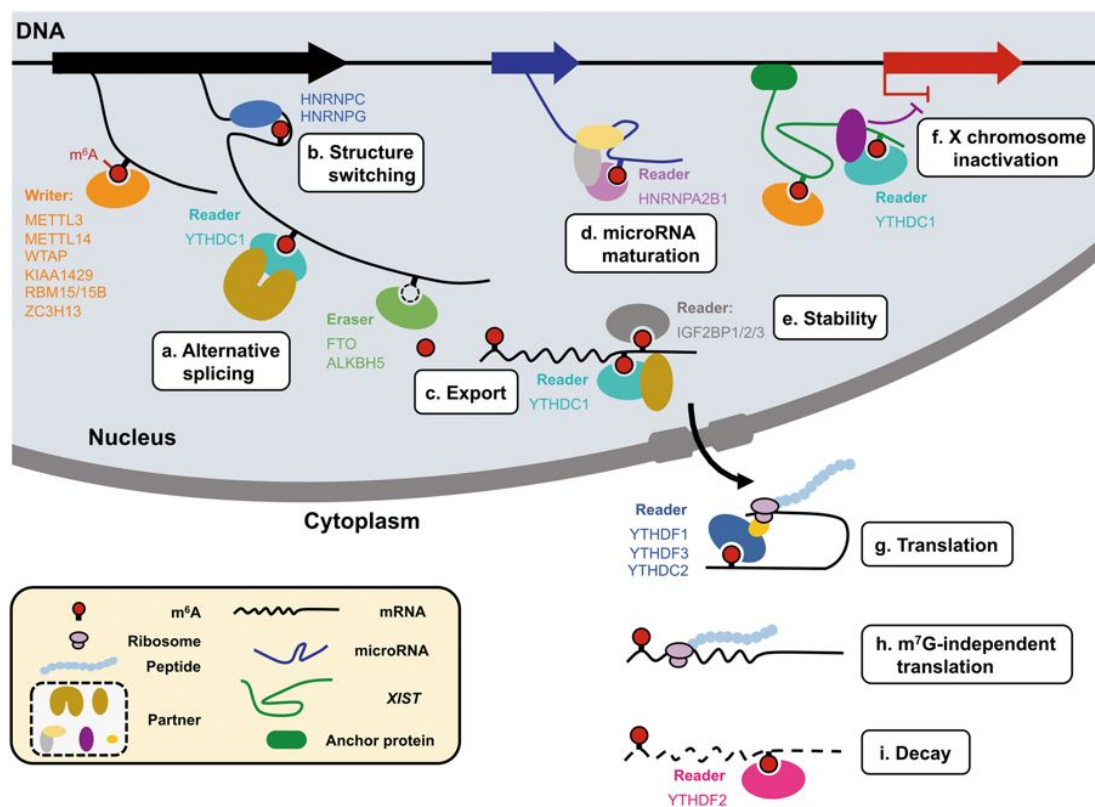 DNA
HNRNPC
HNRNPG
b. Structure
switching
m⁶A
Writer:
METTL3
METTL14
WTAP
KIAA1429
RBM15/15B
ZC3H13
Reader
YTHDC1
a. Alternative
splicing
Eraser
FTO
ALKBH5
Reader
HNRNPA2B1
d. microRNA
maturation
f. X chromosome
inactivation
Reader
YTHDC1
Reader:
IGF2BP1/2/3
e. Stability
c. Export
Reader
YTHDC1
Nucleus
Cytoplasm
Reader
YTHDF1
YTHDF3
YTHDC2
g. Translation
h. m⁷G-independent
translation
Reader
YTHDF2
i. Decay
m⁶A
mRNA
Ribosome
Peptide
microRNA
Partner
XIST
Anchor protein